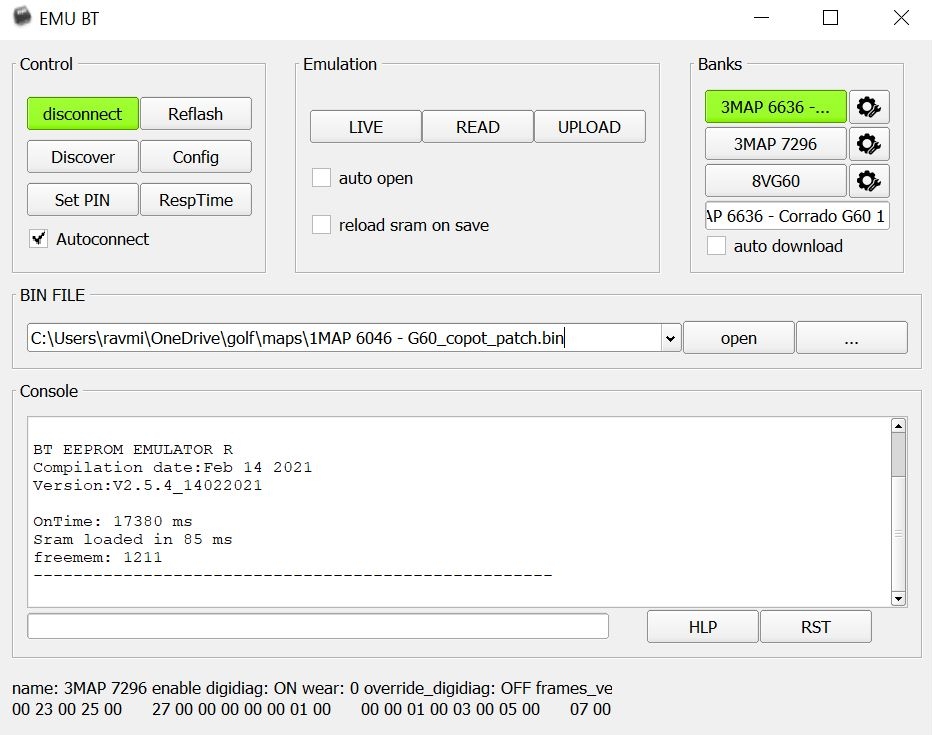 EMU BT
Control
disconnect Reflash
Discover Config
Set PIN RespTime
Autoconnect
Emulation
LIVE READ UPLOAD
auto open
reload sram on save
Banks
3MAP 6636 -...
3MAP 7296
8VG60
AP 6636 - Corrado G60 1
auto download
BIN FILE
C:\Users\ravmi\OneDrive\golf\maps\1MAP 6046 - G60_copot_patch.bin open ...
Console
BT EEPROM EMULATOR R
Compilation date:Feb 14 2021
Version:V2.5.4_14022021
OnTime: 17380 ms
Sram loaded in 85 ms
freemem: 1211
----------------------------------------------------
HLP RST
name: 3MAP 7296 enable digidiag: ON wear: 0 override_digidiag: OFF frames_ve
00 23 00 25 00 27 00 00 00 00 00 01 00 00 00 01 00 03 00 05 00 07 00